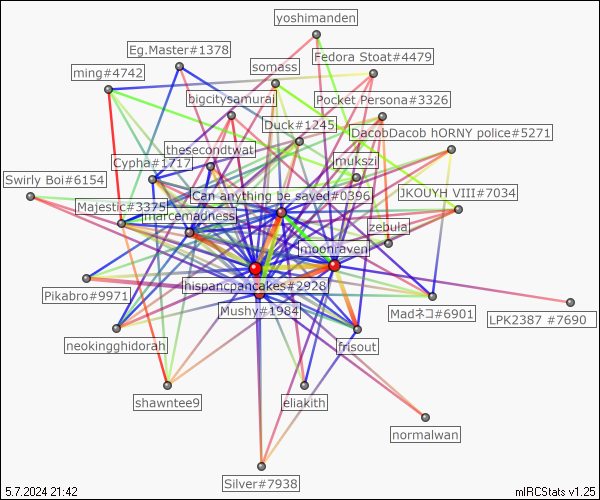 yoshimanden
Eg.Master#1378
Fedora Stoat#4479
ming#4742
somass
bigcitysamurai
Pocket Persona#3326
Duck#1245
DacobDacob hORNY police#5271
thesecondtwat
Cypha#1717
mukszi
Swirly Boi#6154
Can anything be saved#0396
JKOUYH VIII#7034
Majestic#3375
marcemadness
zebula
moonraven
hispancpancakes#2928
Pikabro#9971
Mushy#1984
Madネコ#6901
LPK2387 #7690
neokingghidorah
frisout
shawntee9
eliakith
normalwan
Silver#7938
5.7.2024 21:42
mIRCStats v1.25